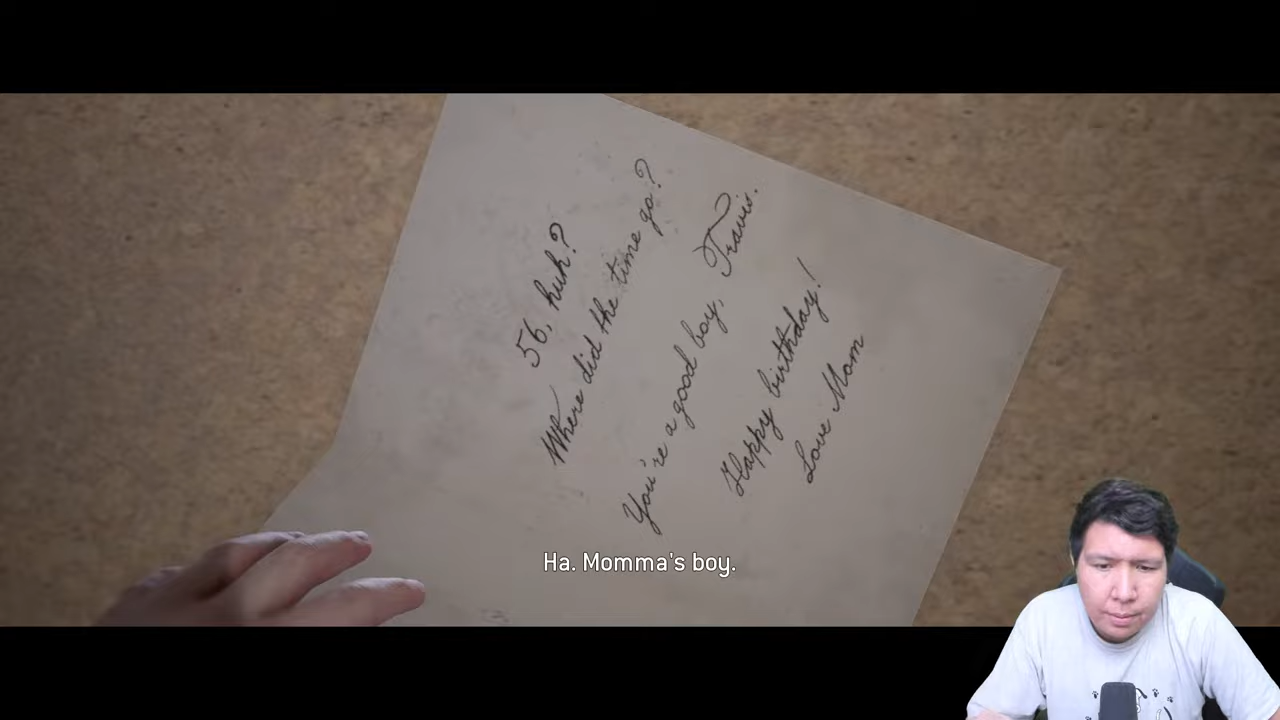 56, huh?
Where did the time go?
You're a good boy, Travis.
Happy birthday!
Love Mom
Ha. Momma's boy.